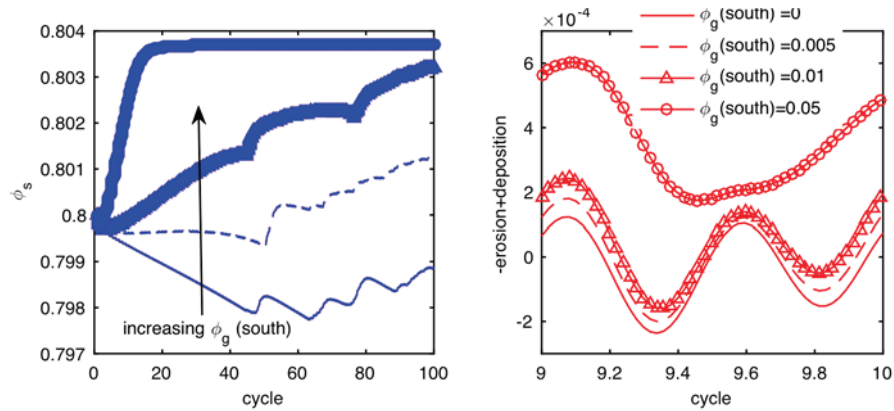 0.804
0.803
0.802
0.801
0.8
0.799
0.798
0.797
ϕs
increasing ϕg (south)
0 20 40 60 80 100
cycle
×10-4
6
4
2
0
-2
-erosion+deposition
ϕg(south) =0
ϕg(south)=0.005
ϕg(south) =0.01
ϕg(south)=0.05
9 9.2 9.4 9.6 9.8 10
cycle